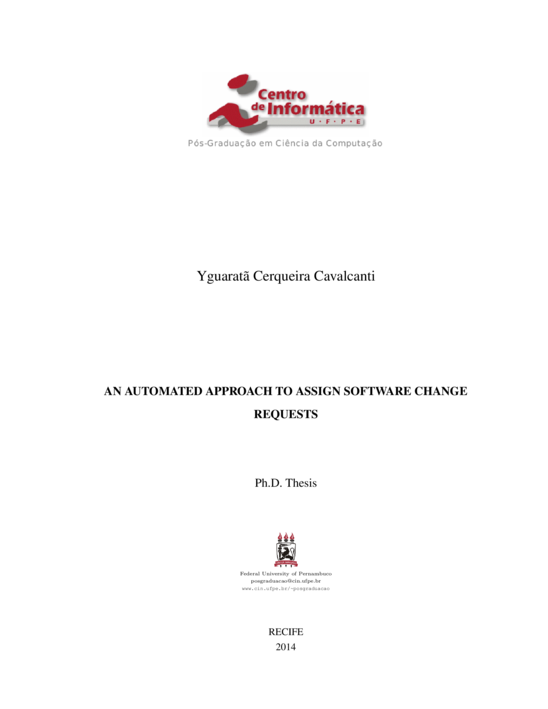 Centro
de Informática
U · F · P · E
Pós-Graduação em Ciência da Computação
Yguaratã Cerqueira Cavalcanti
AN AUTOMATED APPROACH TO ASSIGN SOFTWARE CHANGE
REQUESTS
Ph.D. Thesis
Federal University of Pernambuco
posgraduacao@cin.ufpe.br
www.cin.ufpe.br/~posgraduacao
RECIFE
2014